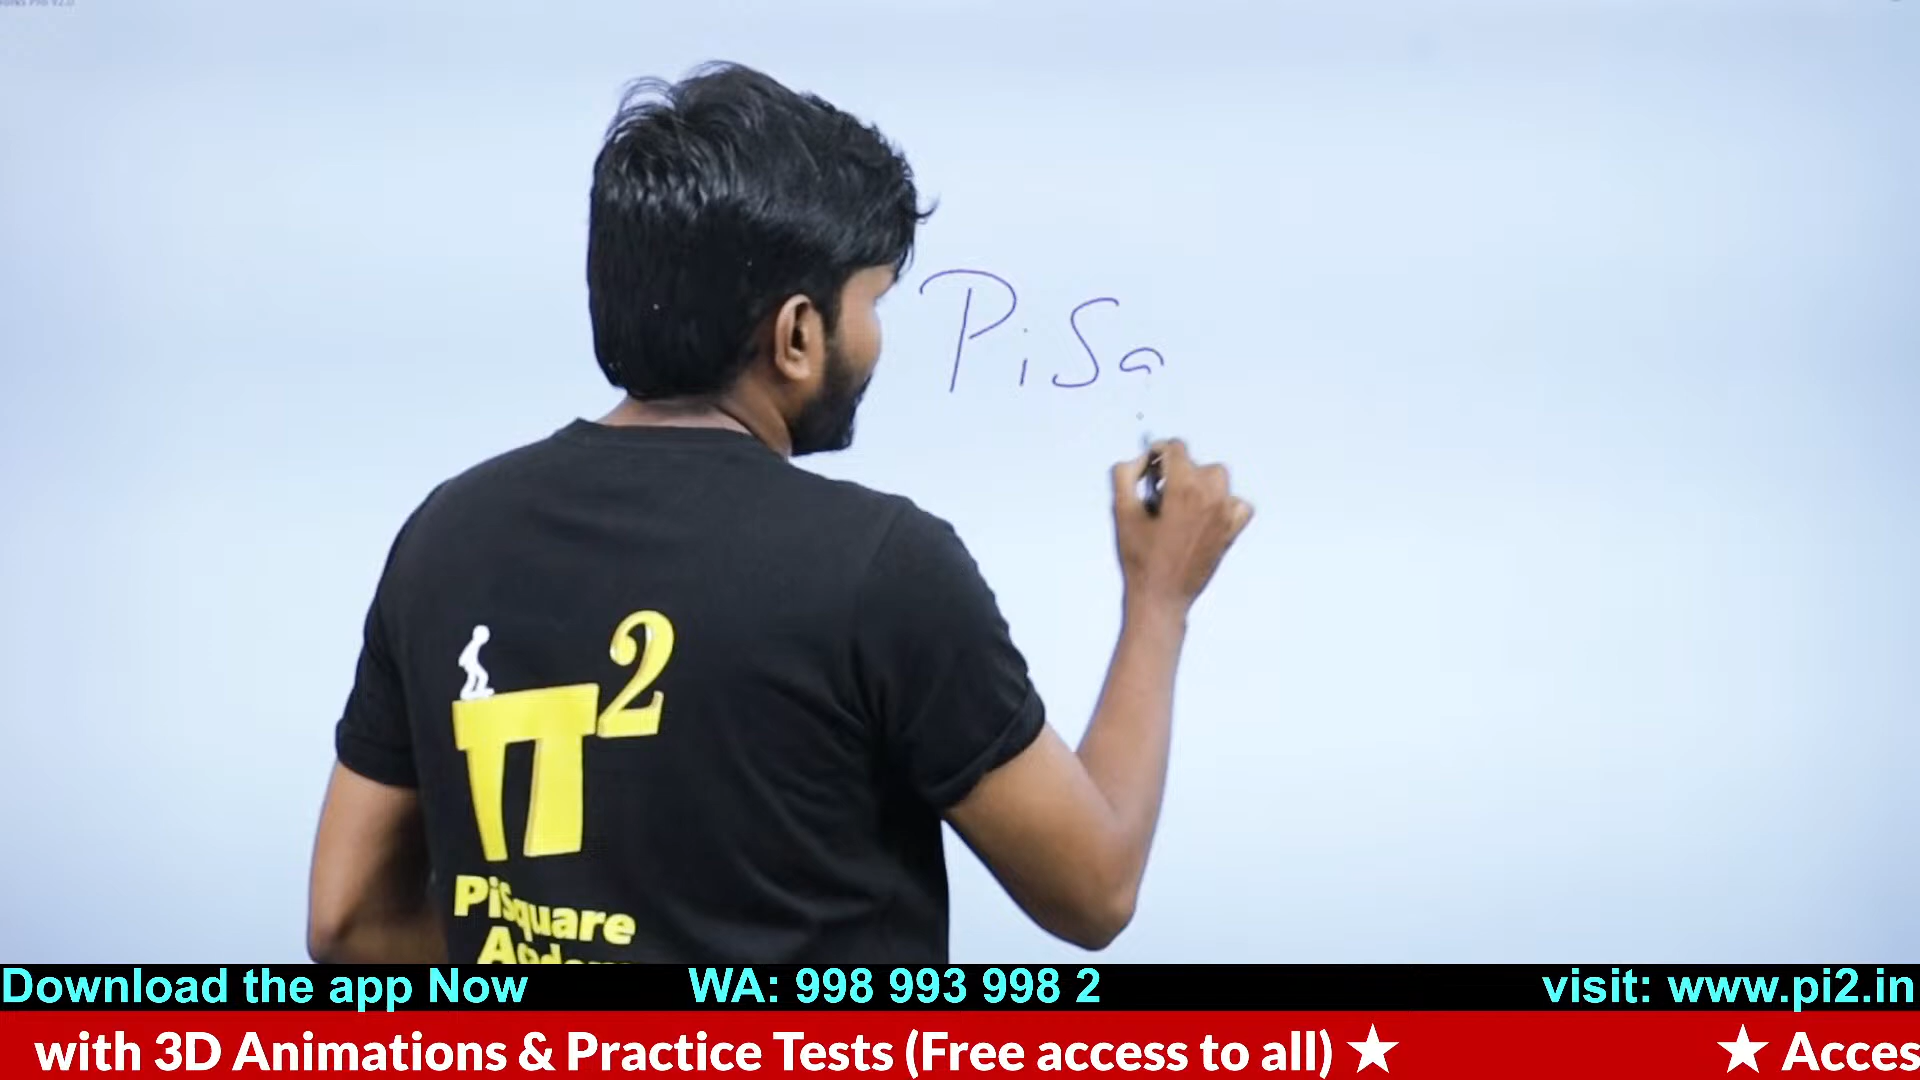 PiSa
π2
PiSquare
Download the app Now WA: 998 993 998 2 visit: www.pi2.in
with 3D Animations & Practice Tests (Free access to all) ★ ★ Acces